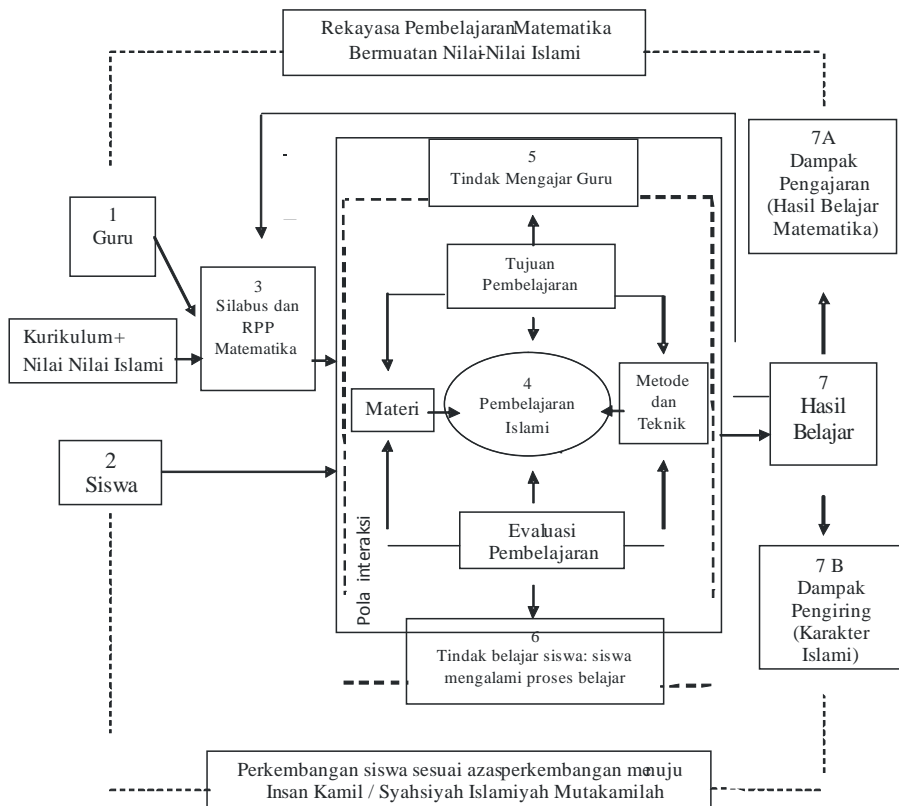 Rekayasa PembelajaranMatematika
Bermuatan Nilai-Nilai Islami
7A
Dampak
Pengajaran
(Hasil Belajar
Matematika)
5
Tindak Mengajar Guru
1
Guru
Tujuan
Pembelajaran
3
Silabus dan
RPP
Matematika
Kurikulum+
Nilai Nilai Islami
4
Pembelajaran
Islami
Materi
Metode
dan
Teknik
7
Hasil
Belajar
2
Siswa
Pola interaksi
Evaluasi
Pembelajaran
7 B
Dampak
Pengiring
(Karakter
Islami)
6
Tindak belajar siswa: siswa
mengalami proses belajar
Perkembangan siswa sesuai azasperkembangan menuju
Insan Kamil / Syahsiyah Islamiyah Mutakamilah